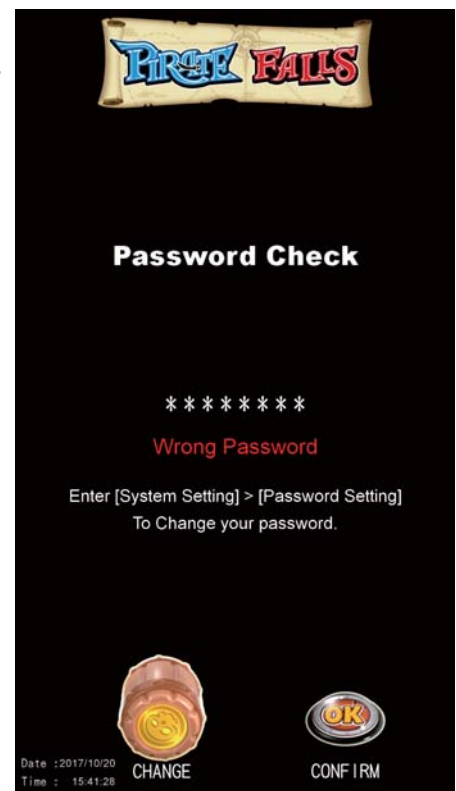 PIRATE FALLS
Password Check
********
Wrong Password
Enter [System Setting] > [Password Setting]
To Change your password.
OK
CHANGE
CONFIRM
Date :2017/10/20
Time : 15:41:28